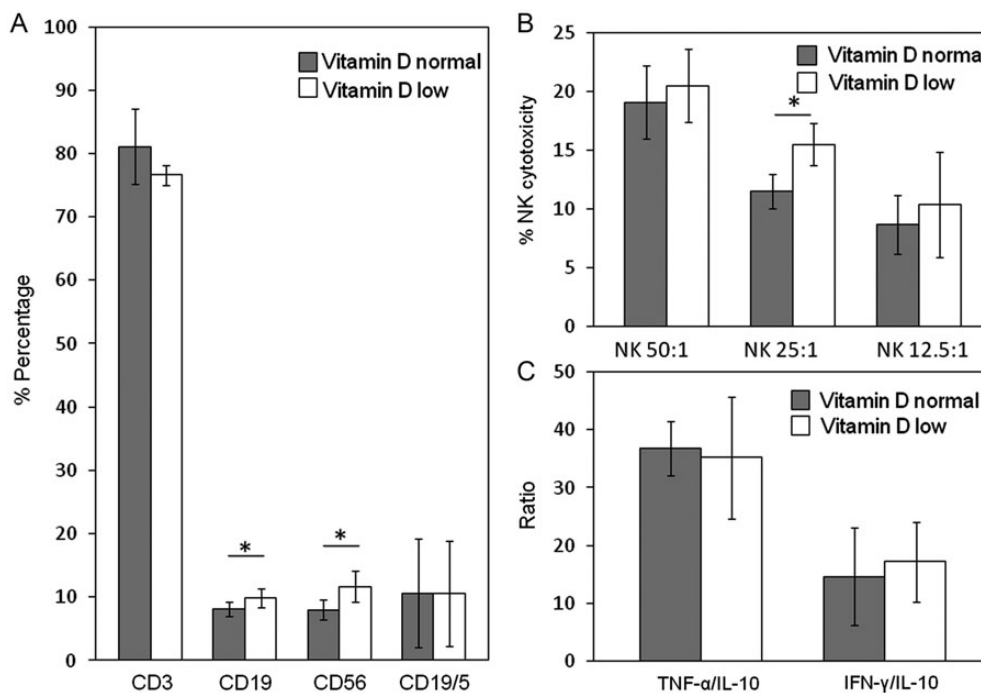 A
100
90
80
70
60
50
40
30
20
10
0
% Percentage
Vitamin D normal
Vitamin D low
*
*
CD3 CD19 CD56 CD19/5
B
25
20
15
10
5
0
% NK cytotoxicity
Vitamin D normal
Vitamin D low
*
NK 50:1 NK 25:1 NK 12.5:1
C
50
40
30
20
10
0
Ratio
Vitamin D normal
Vitamin D low
TNF-α/IL-10 IFN-γ/IL-10